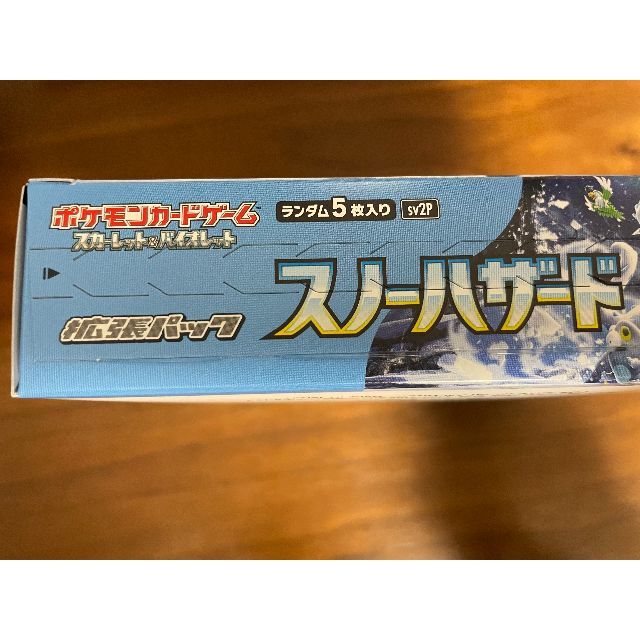 ポケモンカードゲーム
スカーレット&バイオレット
ランダム5枚入り SV2P
拡張パック
スノーハザード